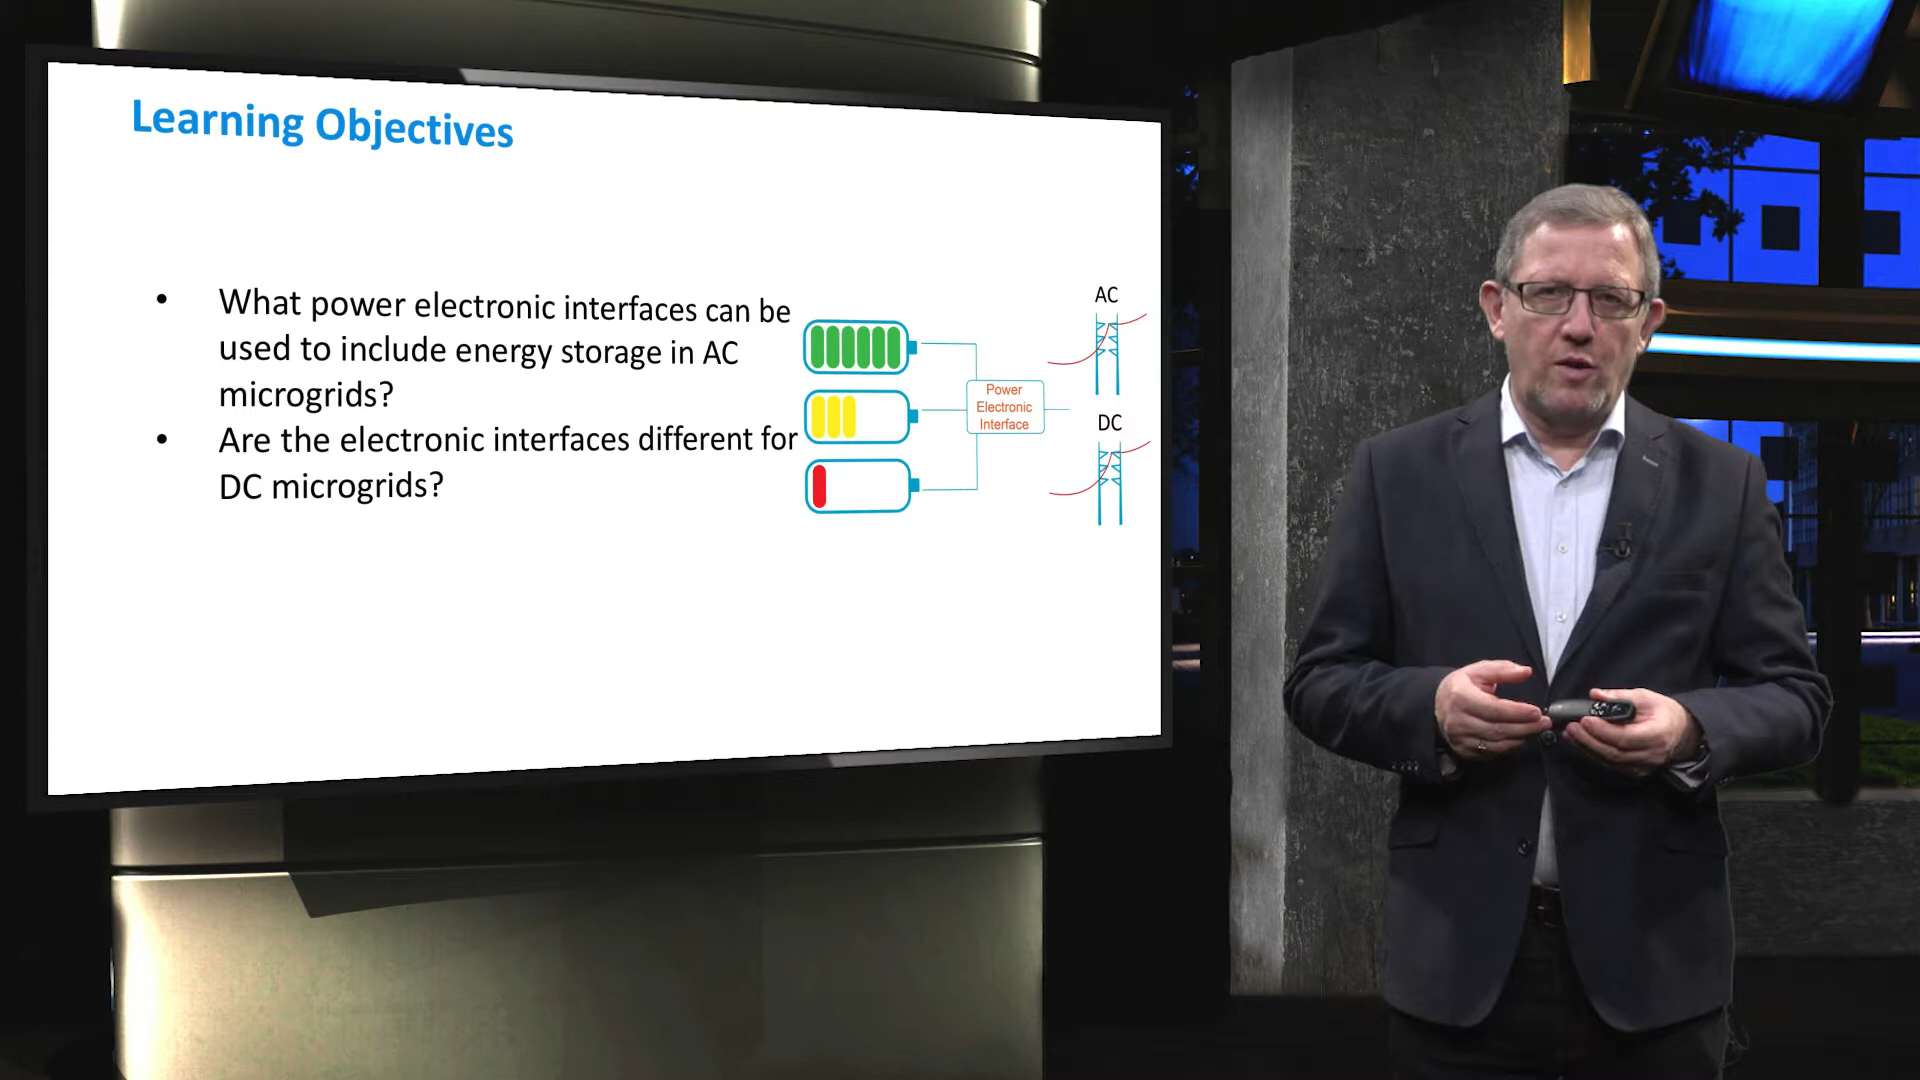 Learning Objectives
• What power electronic interfaces can be
used to include energy storage in AC
microgrids?
• Are the electronic interfaces different for
DC microgrids?
Power
Electronic
Interface
AC
DC